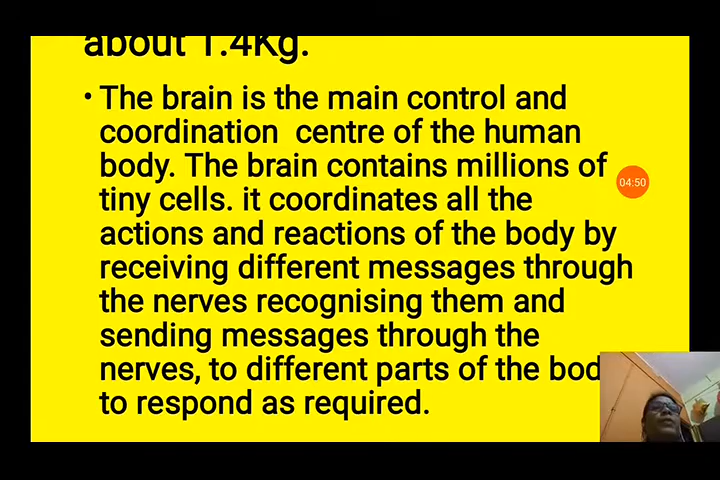 about 1.4Kg.
• The brain is the main control and
coordination centre of the human
body. The brain contains millions of
tiny cells. it coordinates all the
actions and reactions of the body by
receiving different messages through
the nerves recognising them and
sending messages through the
nerves, to different parts of the bod
to respond as required.
04:50